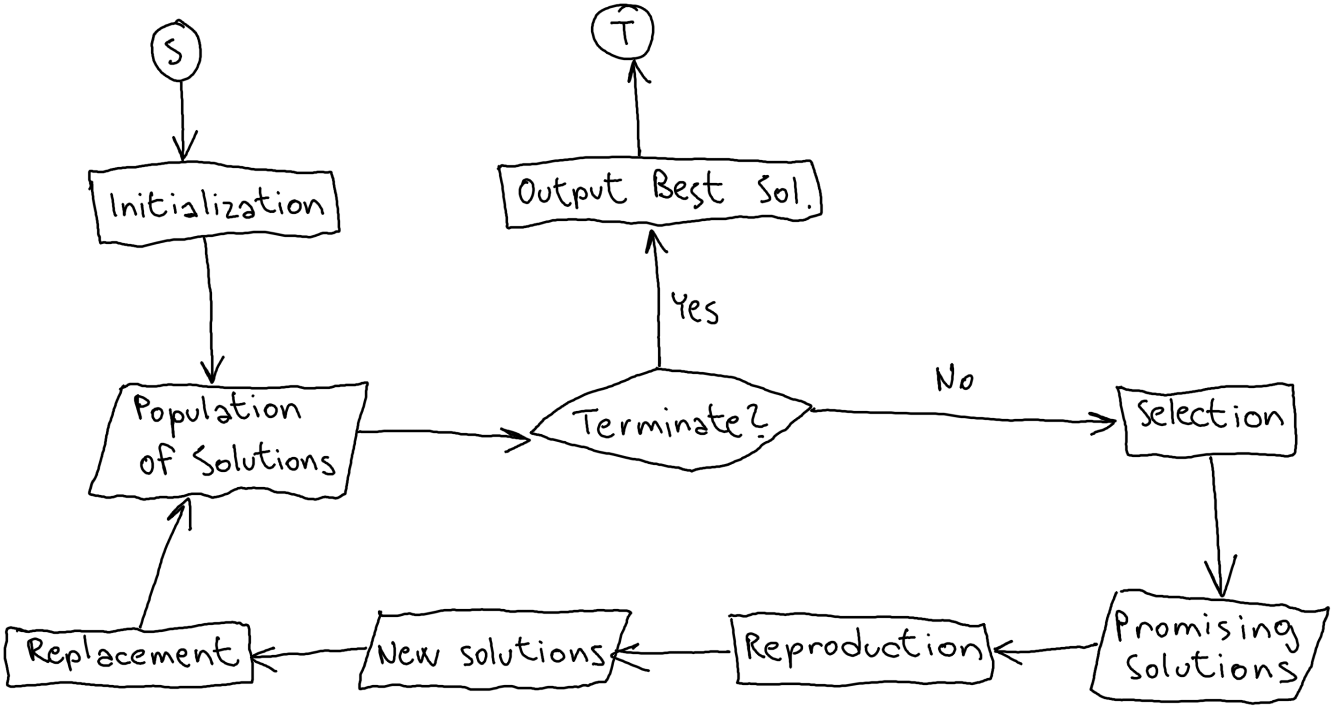 S
T
Initialization
Output Best Sol.
Yes
No
Population
of Solutions
Terminate?
Selection
Replacement
New solutions
Reproduction
Promising
Solutions